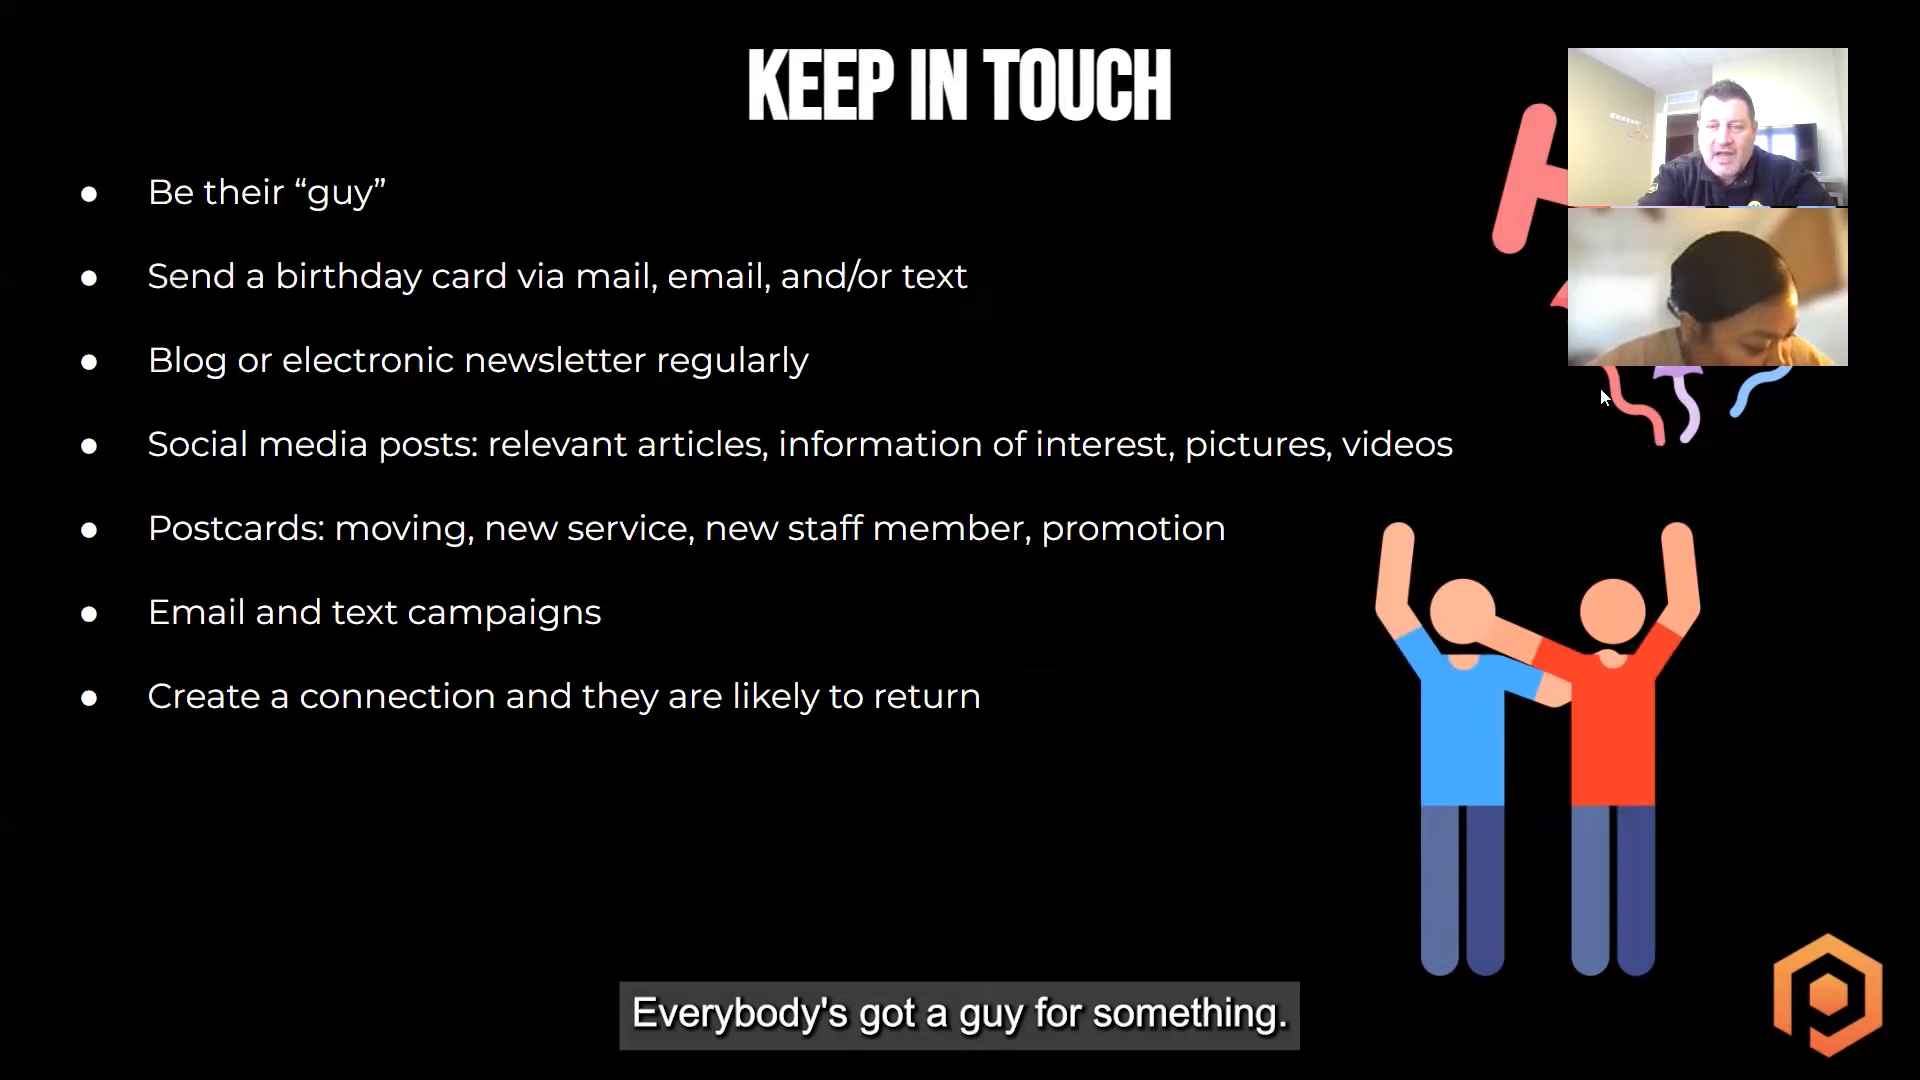 KEEP IN TOUCH
● Be their “guy”
● Send a birthday card via mail, email, and/or text
● Blog or electronic newsletter regularly
● Social media posts: relevant articles, information of interest, pictures, videos
● Postcards: moving, new service, new staff member, promotion
● Email and text campaigns
● Create a connection and they are likely to return
Everybody's got a guy for something.